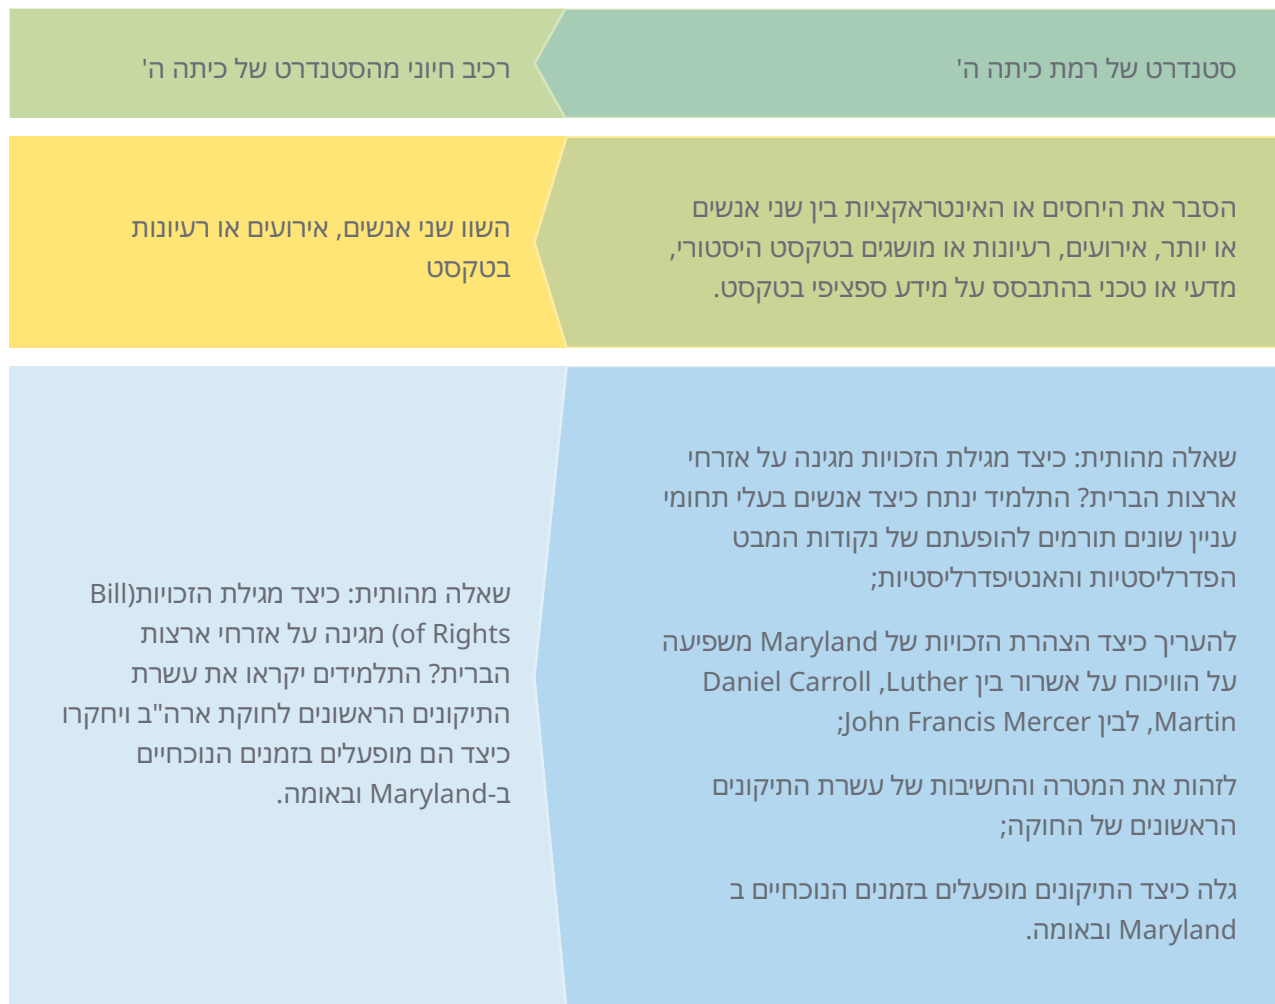 סטנדרט של רמת כיתה ה'
רכיב חיוני מהסטנדרט של כיתה ה'
הסבר את היחסים או האינטראקציות בין שני אנשים
או יותר, אירועים, רעיונות או מושגים בטקסט היסטורי,
מדעי או טכני בהתבסס על מידע ספציפי בטקסט.
השוו שני אנשים, אירועים או רעיונות
בטקסט
שאלה מהותית: כיצד מגילת הזכויות מגינה על אזרחי
ארצות הברית? התלמיד ינתח כיצד אנשים בעלי תחומי
עניין שונים תורמים להופעתם של נקודות המבט
הפדרליסטיות והאנטיפדרליסטיות;
להעריך כיצד הצהרת הזכויות של Maryland משפיעה
על הוויכוח על אשרור בין Daniel Carroll ,Luther
Martin, לבין John Francis Mercer;
לזהות את המטרה והחשיבות של עשרת התיקונים
הראשונים של החוקה;
גלה כיצד התיקונים מופעלים בזמנים הנוכחיים ב
Maryland ובאומה.
שאלה מהותית: כיצד מגילת הזכויות(Bill
of Rights) מגינה על אזרחי ארצות
הברית? התלמידים יקראו את עשרת
התיקונים הראשונים לחוקת ארה"ב ויחקרו
כיצד הם מופעלים בזמנים הנוכחיים
ב-Maryland ובאומה.